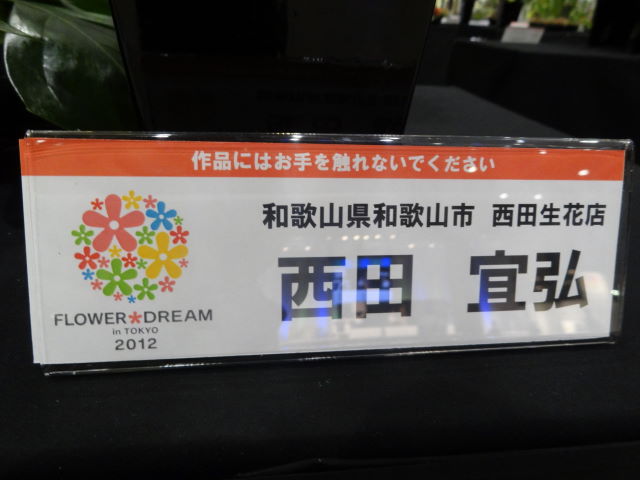 作品にはお手を触れないでください
和歌山県和歌山市 西田生花店
西田 宜弘
FLOWER*DREAM
in TOKYO
2012